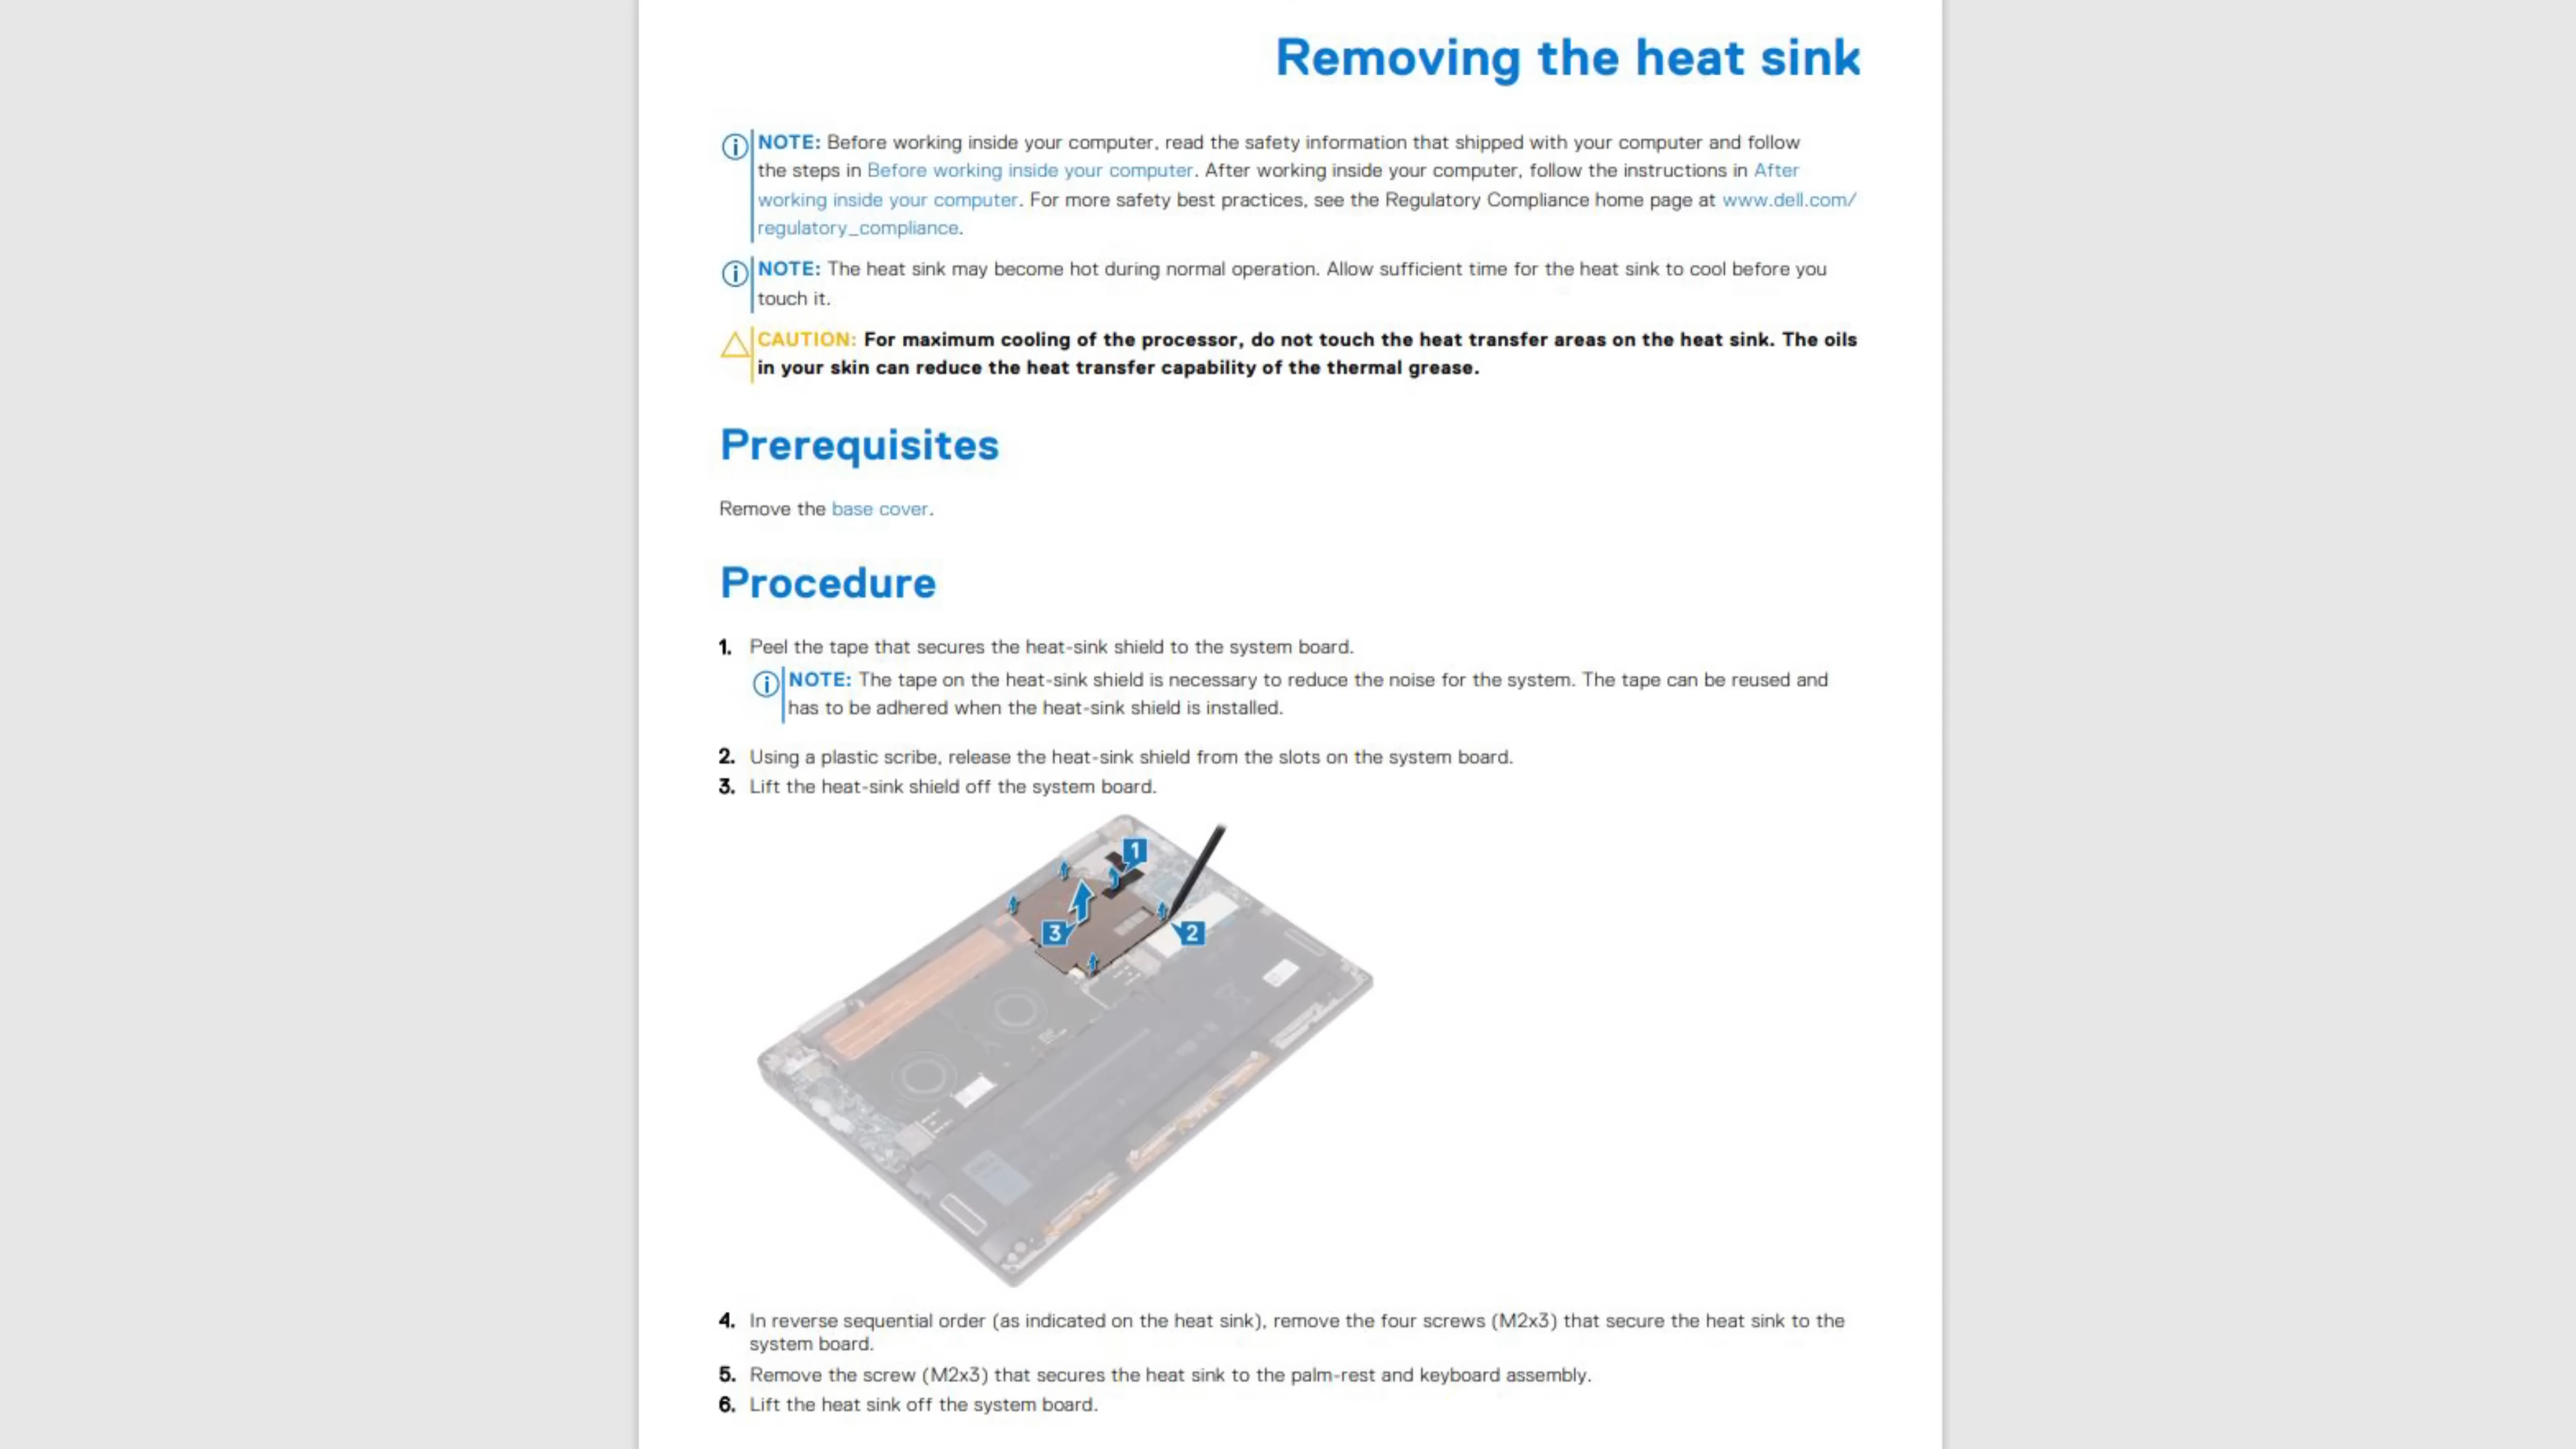 Removing the heat sink
NOTE: Before working inside your computer, read the safety information that shipped with your computer and follow
the steps in Before working inside your computer. After working inside your computer, follow the instructions in After
working inside your computer. For more safety best practices, see the Regulatory Compliance home page at www.dell.com/
regulatory_compliance.
NOTE: The heat sink may become hot during normal operation. Allow sufficient time for the heat sink to cool before you
touch it.
CAUTION: For maximum cooling of the processor, do not touch the heat transfer areas on the heat sink. The oils
in your skin can reduce the heat transfer capability of the thermal grease.
Prerequisites
Remove the base cover.
Procedure
1. Peel the tape that secures the heat-sink shield to the system board.
NOTE: The tape on the heat-sink shield is necessary to reduce the noise for the system. The tape can be reused and
has to be adhered when the heat-sink shield is installed.
2. Using a plastic scribe, release the heat-sink shield from the slots on the system board.
3. Lift the heat-sink shield off the system board.
1
3
2
4. In reverse sequential order (as indicated on the heat sink), remove the four screws (M2x3) that secure the heat sink to the
system board.
5. Remove the screw (M2x3) that secures the heat sink to the palm-rest and keyboard assembly.
6. Lift the heat sink off the system board.